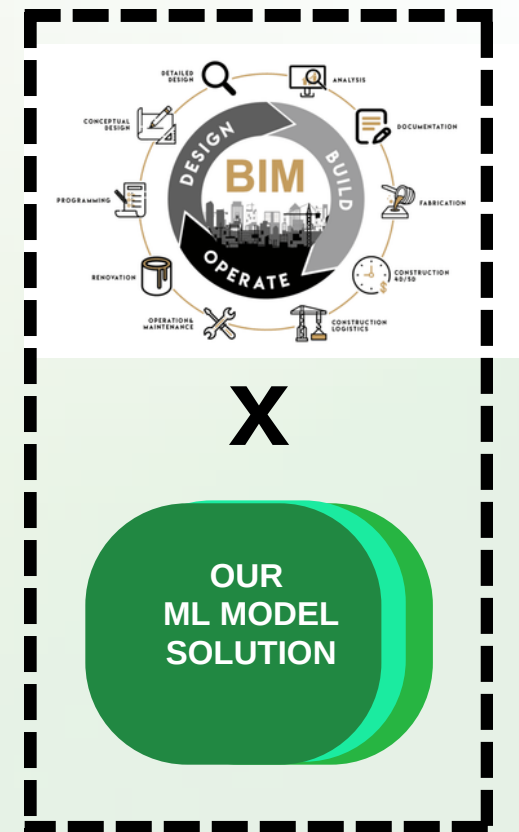 DETAILED
DESIGN
ANALYSIS
CONCEPTUAL
DESIGN
DOCUMENTATION
DESIGN
BUILD
BIM
PROGRAMMING
FABRICATION
OPERATE
RENOVATION
CONSTRUCTION
4D/5D
$
OPERATION&
MAINTENANCE
CONSTRUCTION
LOGISTICS
X
OUR
ML MODEL
SOLUTION